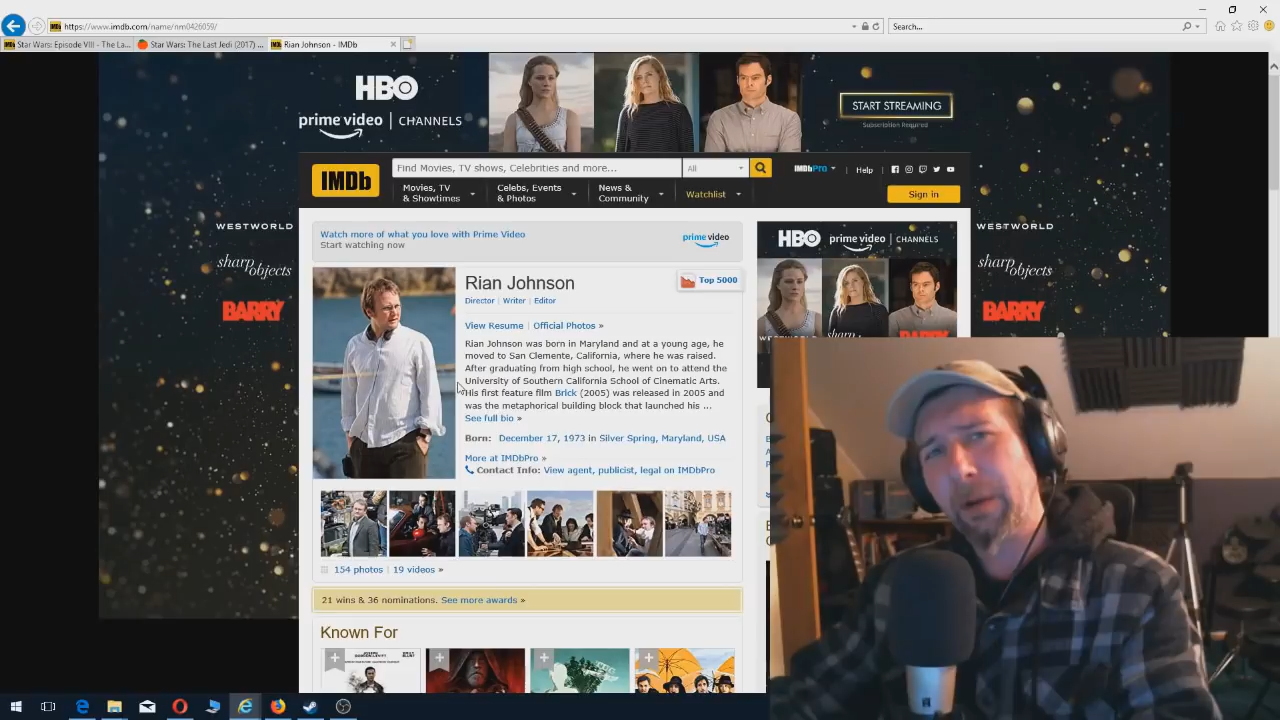 https://www.imdb.com/name/nm0426059/
Search...
Star Wars: Episode VIII - The La...
Star Wars: The Last Jedi (2017) ...
Rian Johnson - IMDb
HBO
prime video | CHANNELS
START STREAMING
Subscription Required
IMDb
Find Movies, TV shows, Celebrities and more...
All
IMDbPro
Help
Movies, TV
& Showtimes
Celebs, Events
& Photos
News &
Community
Watchlist
Sign in
WESTWORLD
sharp objects
BARRY
Watch more of what you love with Prime Video
Start watching now
prime video
HBO prime video | CHANNELS
WESTWORLD
sharp objects
BARRY
Rian Johnson
Top 5000
Director | Writer | Editor
View Resume | Official Photos »
Rian Johnson was born in Maryland and at a young age, he
moved to San Clemente, California, where he was raised.
After graduating from high school, he went on to attend the
University of Southern California School of Cinematic Arts.
His first feature film Brick (2005) was released in 2005 and
was the metaphorical building block that launched his ...
See full bio »
Born: December 17, 1973 in Silver Spring, Maryland, USA
More at IMDbPro »
Contact Info: View agent, publicist, legal on IMDbPro
154 photos | 19 videos »
21 wins & 36 nominations. See more awards »
Known For